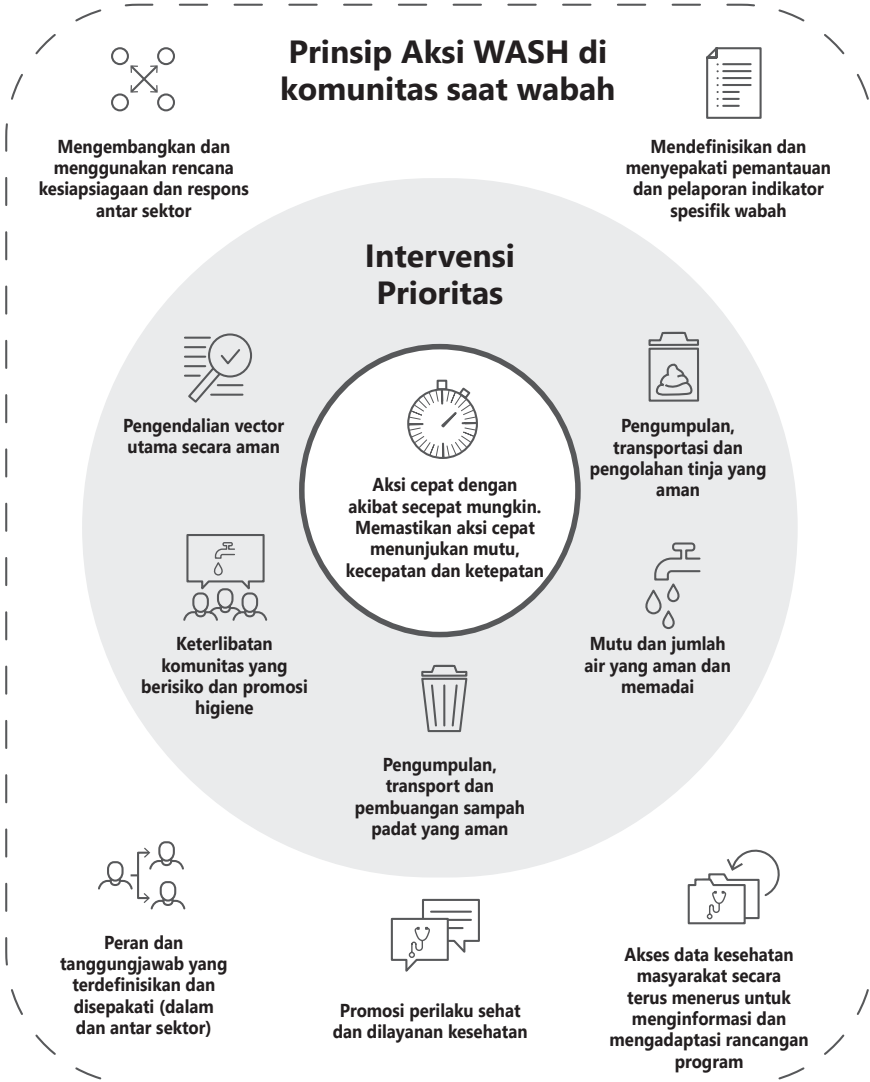 Prinsip Aksi WASH di
komunitas saat wabah
Mengembangkan dan
menggunakan rencana
kesiapsiagaan dan respons
antar sektor
Mendefinisikan dan
menyepakati pemantauan
dan pelaporan indikator
spesifik wabah
Intervensi
Prioritas
Pengendalian vector
utama secara aman
Pengumpulan,
transportasi dan
pengolahan tinja yang
aman
Aksi cepat dengan
akibat secepat mungkin.
Memastikan aksi cepat
menunjukan mutu,
kecepatan dan ketepatan
Keterlibatan
komunitas yang
berisiko dan promosi
higiene
Mutu dan jumlah
air yang aman dan
memadai
Pengumpulan,
transport dan
pembuangan sampah
padat yang aman
Peran dan
tanggungjawab yang
terdefinisikan dan
disepakati (dalam
dan antar sektor)
Promosi perilaku sehat
dan dilayanan kesehatan
Akses data kesehatan
masyarakat secara
terus menerus untuk
menginformasi dan
mengadaptasi rancangan
program